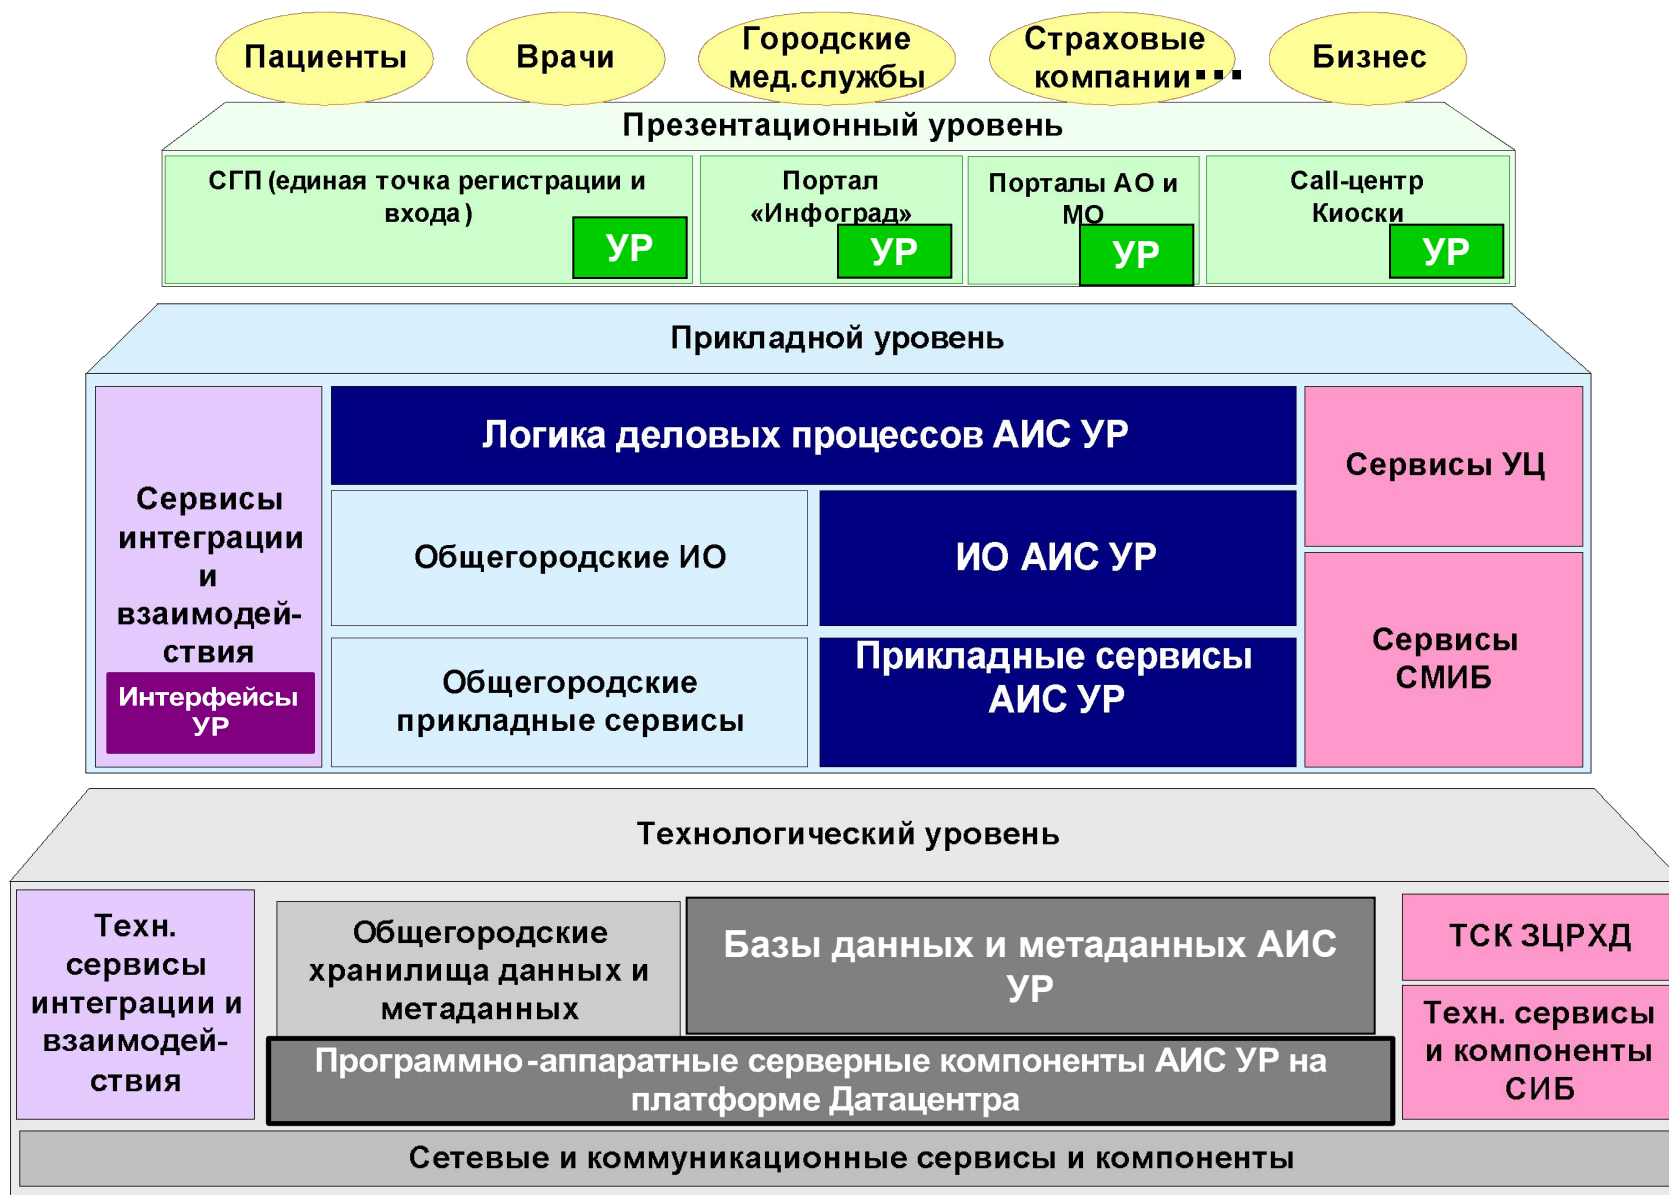 Пациенты
Врачи
Городские
мед.службы
Страховые
компании...
Бизнес
Презентационный уровень
СГП (единая точка регистрации и
входа)
УР
Портал
«Инфоград»
УР
Порталы АО и
МО
УР
Call-центр
Киоски
УР
Прикладной уровень
Сервисы
интеграции
и
взаимодей-
ствия
Интерфейсы
УР
Логика деловых процессов АИС УР
Общегородские ИО
ИО АИС УР
Общегородские
прикладные сервисы
Прикладные сервисы
АИС УР
Сервисы УЦ
Сервисы
СМИБ
Технологический уровень
Техн.
сервисы
интеграции и
взаимодей-
ствия
Общегородские
хранилища данных и
метаданных
Базы данных и метаданных АИС
УР
Программно-аппаратные серверные компоненты АИС УР на
платформе Датацентра
ТСК ЗЦРХД
Техн. сервисы
и компоненты
СИБ
Сетевые и коммуникационные сервисы и компоненты